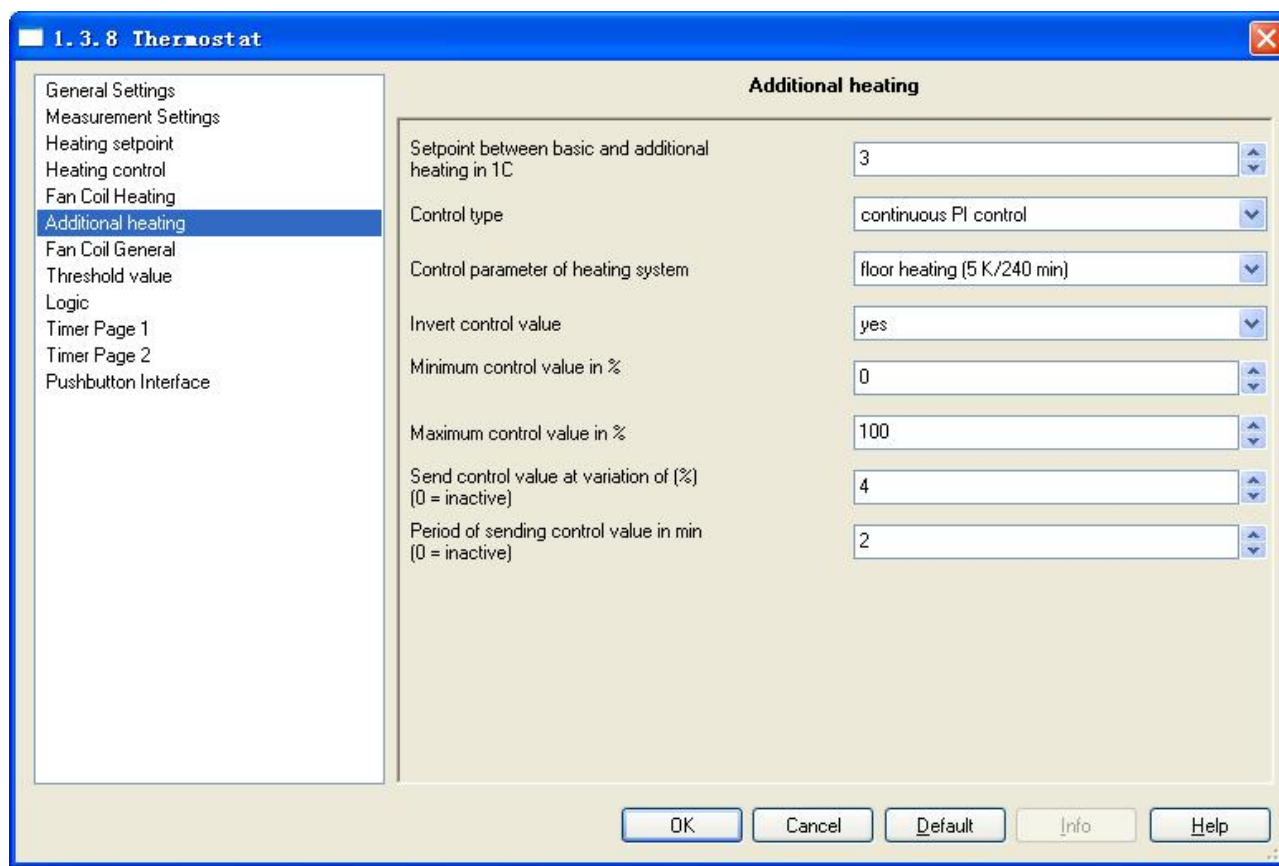 1.3.8 Thermostat
General Settings
Measurement Settings
Heating setpoint
Heating control
Fan Coil Heating
Additional heating
Fan Coil General
Threshold value
Logic
Timer Page 1
Timer Page 2
Pushbutton Interface
Additional heating
Setpoint between basic and additional
heating in 1C
3
Control type
continuous PI control
Control parameter of heating system
floor heating (5 K/240 min)
Invert control value
yes
Minimum control value in %
0
Maximum control value in %
100
Send control value at variation of (%)
(0 = inactive)
4
Period of sending control value in min
(0 = inactive)
2
OK
Cancel
Default
Info
Help